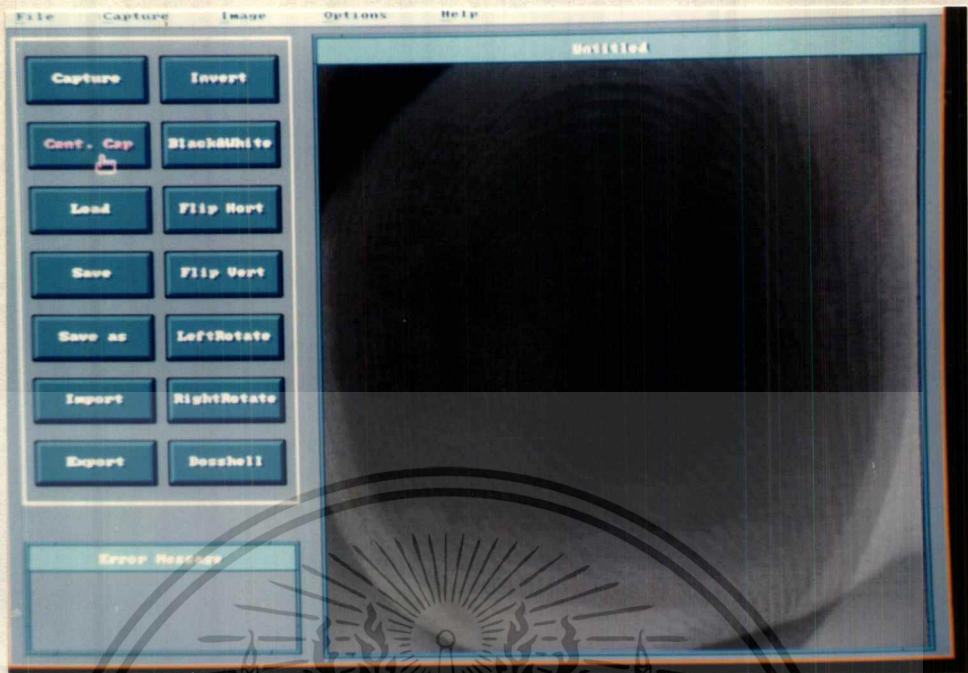 File Capture Image Options Help
Untitled
Capture Invert
Cont. Cap Black&White
Load Flip Hort
Save Flip Vert
Save as LeftRotate
Import RightRotate
Export Dosshell
Error Message